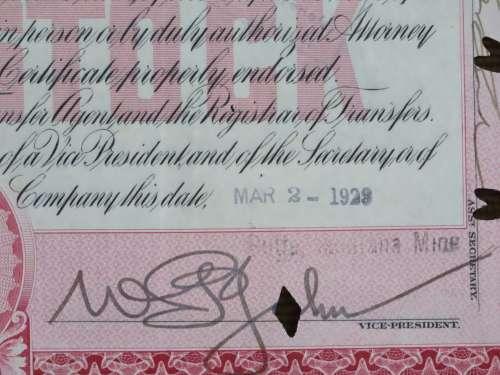 in person or by duly authorized Attorney
STOCK
Certificate properly endorsed.
Transfer Agent and the Registrar of Transfers.
of a Vice President, and of the Secretary or of
Company this date,
MAR 2 - 1929
Mine
ASST SECRETARY.
VICE-PRESIDENT.